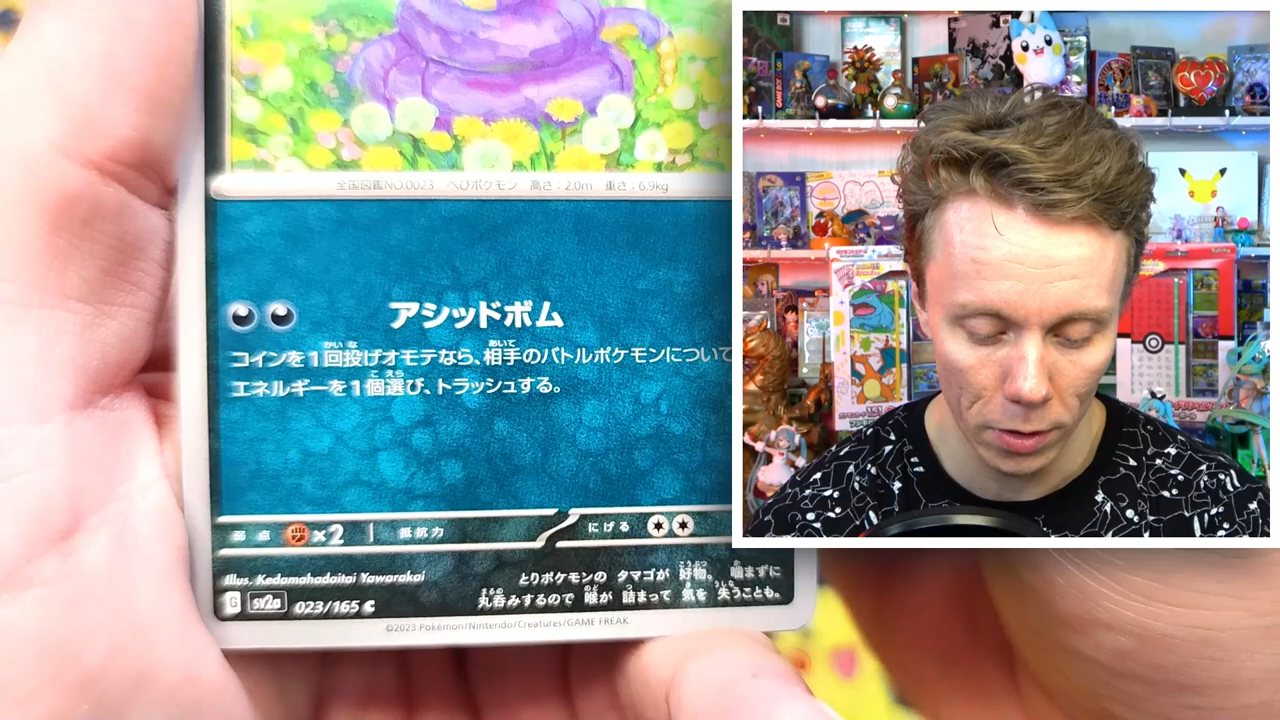 全国図鑑NO.0023 へびポケモン 高さ:2.0m 重さ:6.9kg
アシッドボム
コインを1回投げオモテなら、相手のバトルポケモンについて
エネルギーを1個選び、トラッシュする。
弱点 ×2 抵抗力 にげる
Illus. Kedamahadaitai Yawarakai
とりポケモンの タマゴが 好物。 噛まずに
丸呑みするので 喉が 詰まって 気を 失うことも。
G sv2a 023/165 C
©2023 Pokémon/Nintendo/Creatures/GAME FREAK